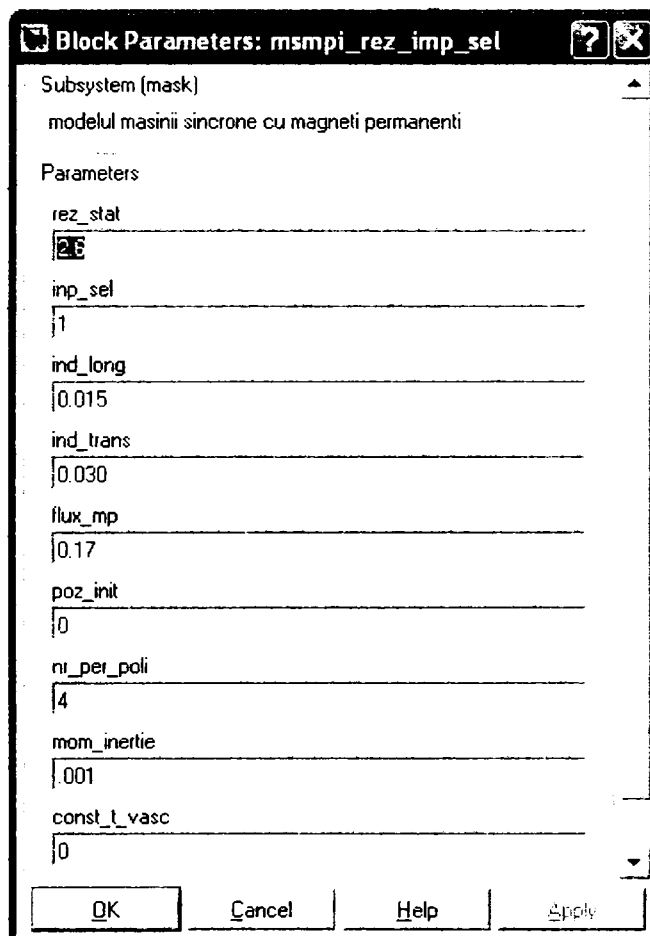 Block Parameters: msmpi_rez_imp_sel
Subsystem (mask)
modelul masinii sincrone cu magneti permanenti
Parameters
rez_stat
2.6
inp_sel
1
ind_long
0.015
ind_trans
0.030
flux_mp
0.17
poz_init
0
nr_per_poli
4
mom_inertie
.001
const_t_vasc
0
OK Cancel Help Apply